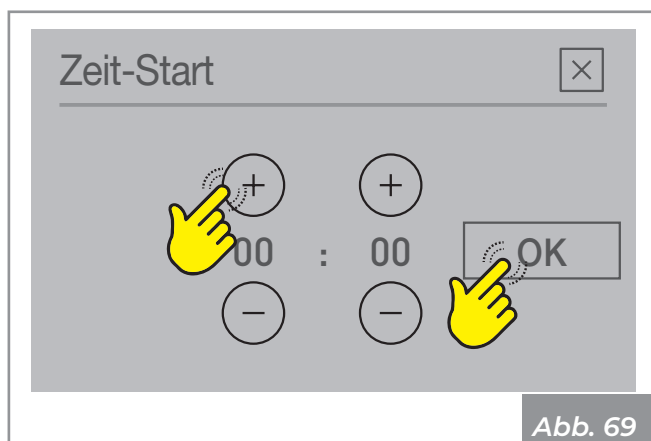 Zeit-Start ×
+ +
00 : 00 OK
− −
Abb. 69